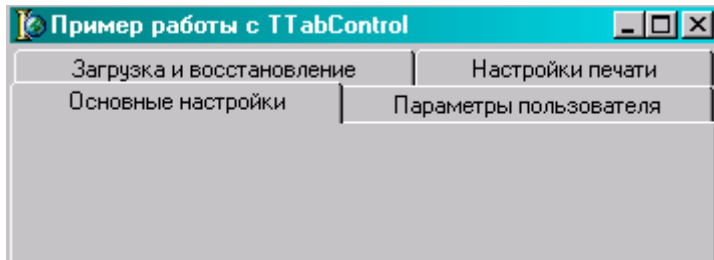 Пример работы с TTabControl
Загрузка и восстановление Настройки печати
Основные настройки Параметры пользователя